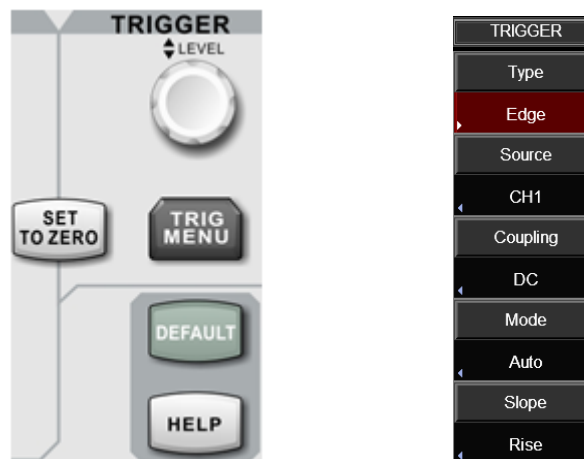 TRIGGER
LEVEL
SET
TO ZERO
TRIG
MENU
DEFAULT
HELP
TRIGGER
Type
Edge
Source
CH1
Coupling
DC
Mode
Auto
Slope
Rise